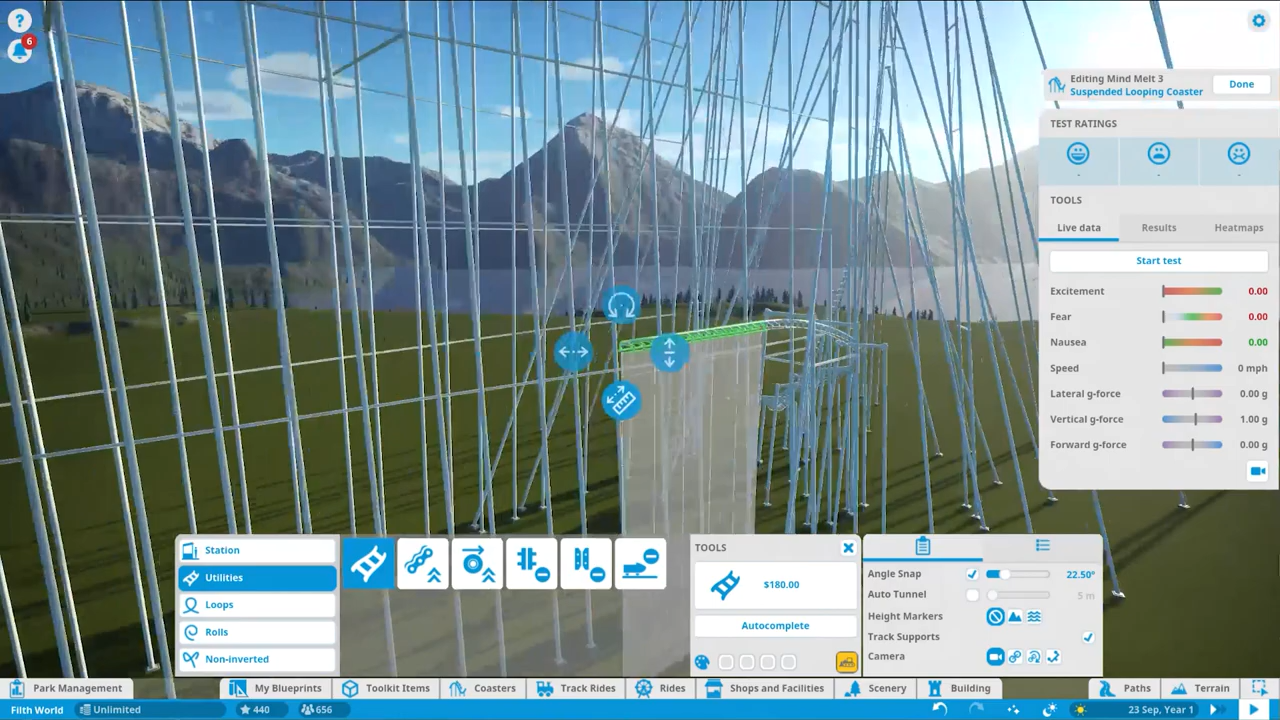 ?
6
Editing Mind Melt 3
Suspended Looping Coaster
Done
TEST RATINGS
- - -
TOOLS
Live data Results Heatmaps
Start test
Excitement 0.00
Fear 0.00
Nausea 0.00
Speed 0 mph
Lateral g-force 0.00 g
Vertical g-force 1.00 g
Forward g-force 0.00 g
Station
Utilities
Loops
Rolls
Non-inverted
TOOLS
$180.00
Autocomplete
Angle Snap 22.50°
Auto Tunnel 5 m
Height Markers
Track Supports
Camera
Park Management My Blueprints Toolkit Items Coasters Track Rides Rides Shops and Facilities Scenery Building Paths Terrain
Filth World Unlimited 440 656 23 Sep, Year 1